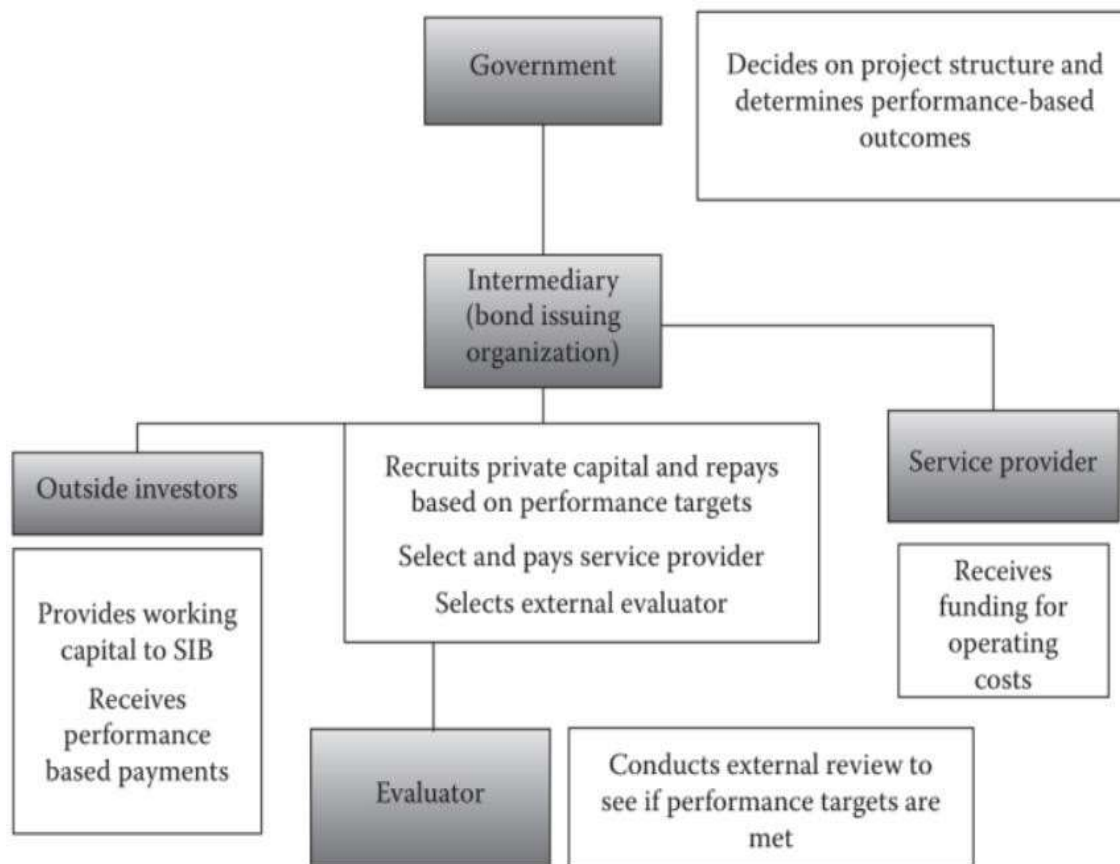 Government
Decides on project structure and
determines performance-based
outcomes
Intermediary
(bond issuing
organization)
Outside investors
Recruits private capital and repays
based on performance targets
Select and pays service provider
Selects external evaluator
Service provider
Provides working
capital to SIB
Receives
performance
based payments
Receives
funding for
operating
costs
Evaluator
Conducts external review to
see if performance targets are
met